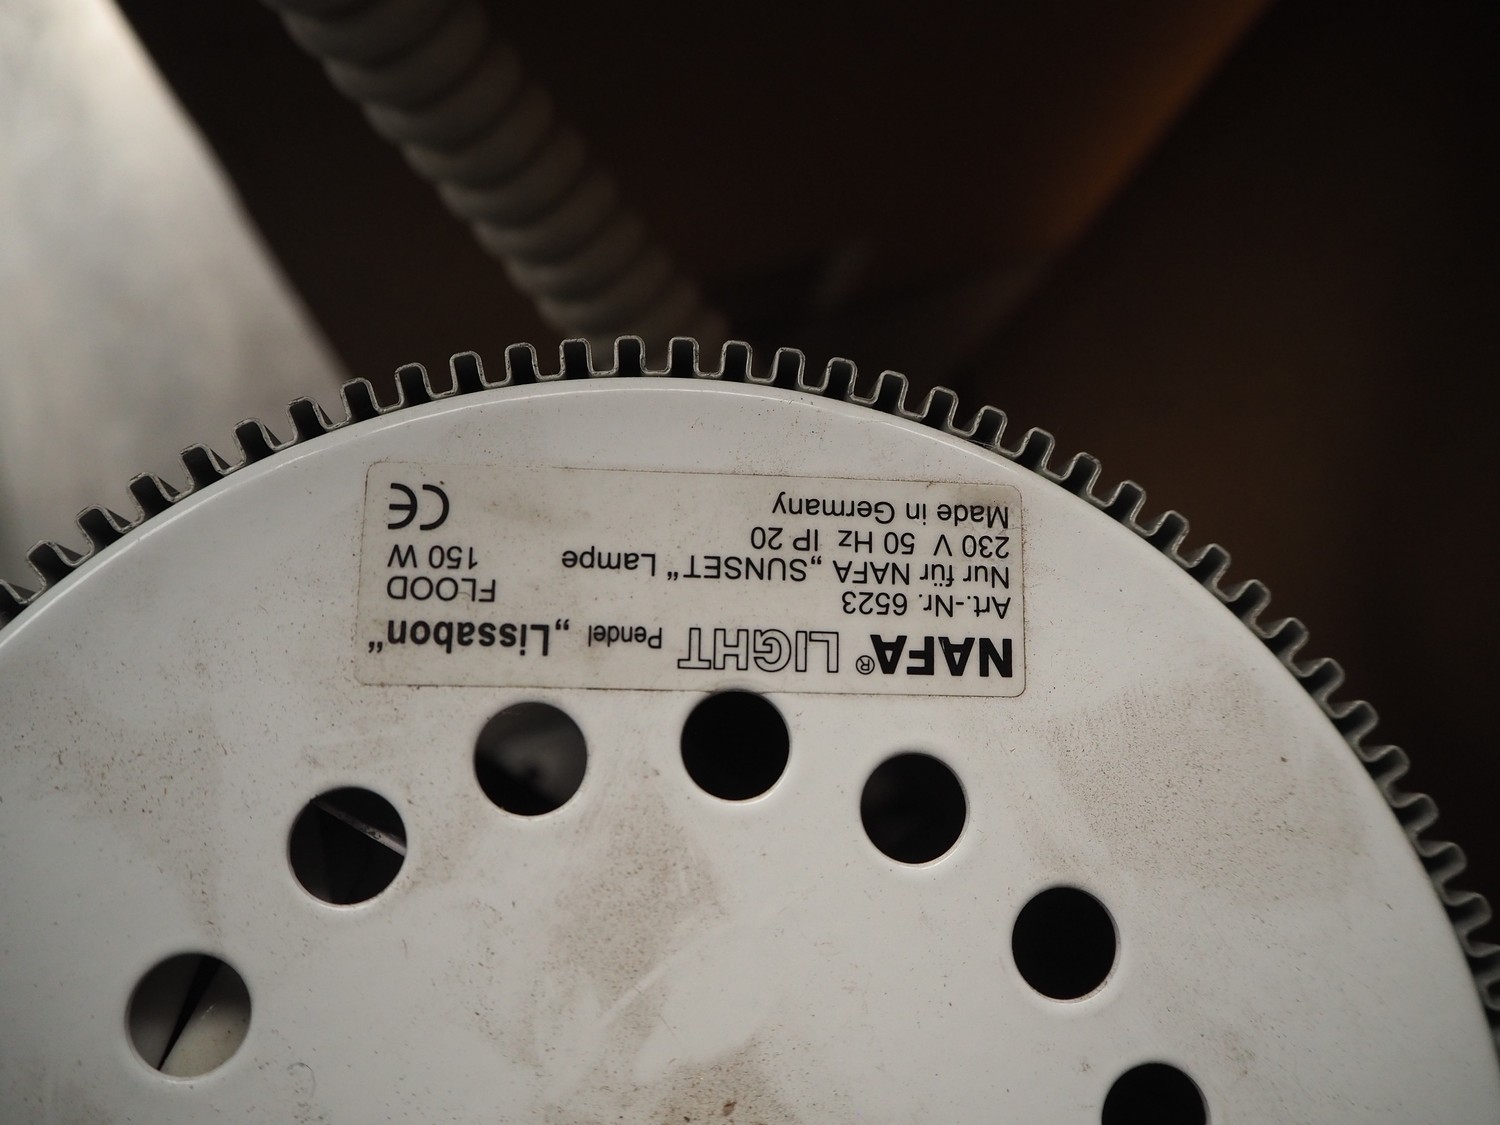 NAFA® LIGHT Pendel „Lissabon“
Art.-Nr. 6523 FLOOD
Nur für NAFA „SUNSET“ Lampe 150 W
230 V 50 Hz IP 20
Made in Germany CE